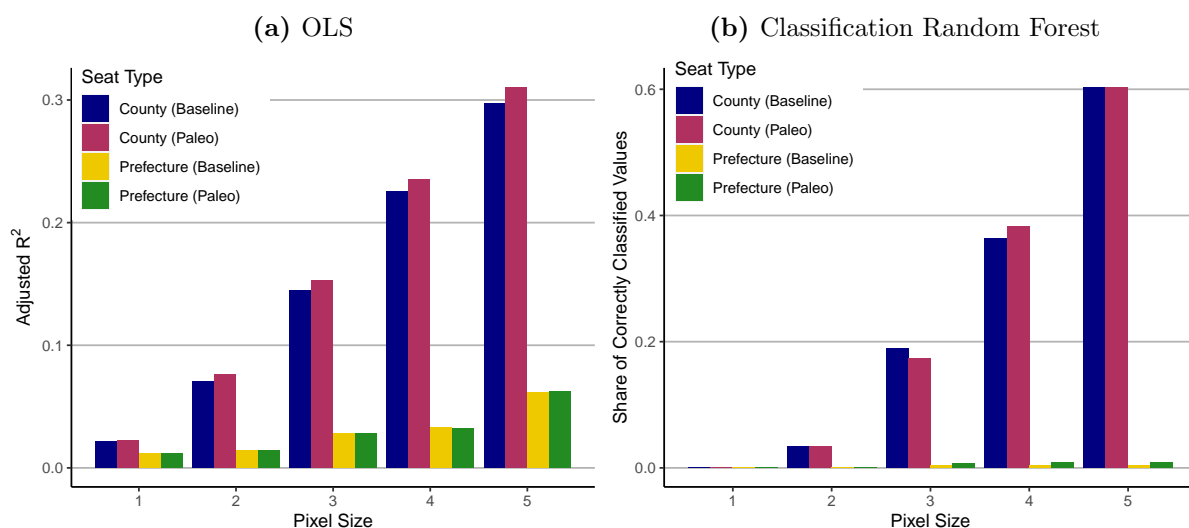 (a) OLS
Seat Type
County (Baseline)
County (Paleo)
Prefecture (Baseline)
Prefecture (Paleo)
Adjusted R²
0.3
0.2
0.1
0.0
1 2 3 4 5
Pixel Size
(b) Classification Random Forest
Seat Type
County (Baseline)
County (Paleo)
Prefecture (Baseline)
Prefecture (Paleo)
Share of Correctly Classified Values
0.6
0.4
0.2
0.0
1 2 3 4 5
Pixel Size